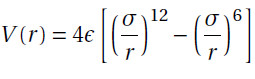 V(r) = 4ϵ [ (σ/r)^12 − (σ/r)^6 ]